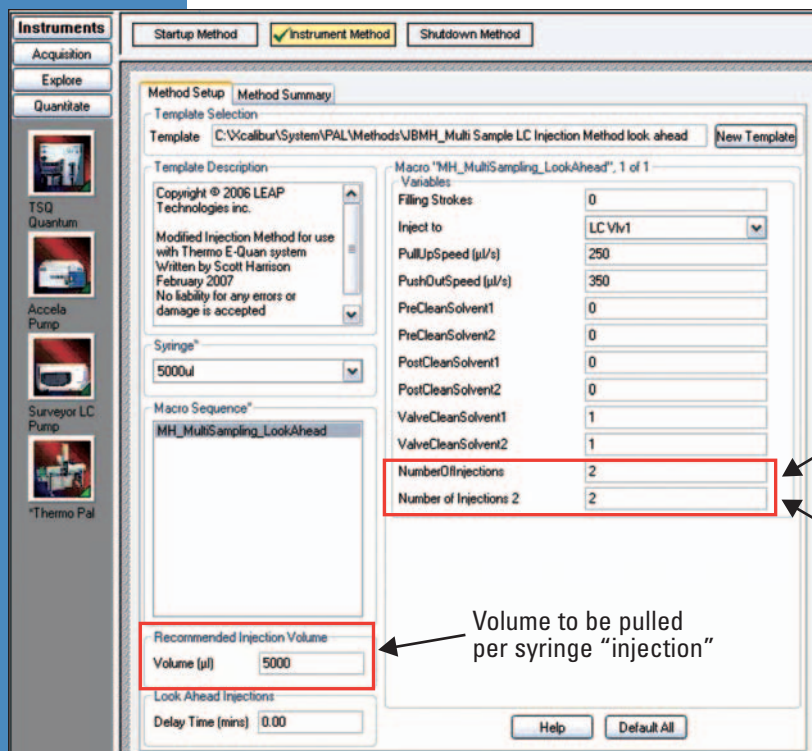 Instruments
Acquisition
Explore
Quantitate
TSQ
Quantum
Accela
Pump
Surveyor LC
Pump
*Thermo Pal
Startup Method
Instrument Method
Shutdown Method
Method Setup
Method Summary
Template Selection
Template C:\Xcalibur\System\PAL\Methods\JBMH_Multi Sample LC Injection Method look ahead
New Template
Template Description
Copyright © 2006 LEAP
Technologies inc.
Modified Injection Method for use
with Thermo E-Quan system
Written by Scott Harrison
February 2007
No liability for any errors or
damage is accepted
Syringe*
5000ul
Macro Sequence*
MH_MultiSampling_LookAhead
Recommended Injection Volume
Volume (µl) 5000
Look Ahead Injections
Delay Time (mins) 0.00
Macro "MH_MultiSampling_LookAhead", 1 of 1
Variables
Filling Strokes 0
Inject to LC Vlv1
PullUpSpeed (µl/s) 250
PushOutSpeed (µl/s) 350
PreCleanSolvent1 0
PreCleanSolvent2 0
PostCleanSolvent1 0
PostCleanSolvent2 0
ValveCleanSolvent1 1
ValveCleanSolvent2 1
NumberOfInjections 2
Number of Injections 2 2
Volume to be pulled
per syringe “injection”
Help
Default All